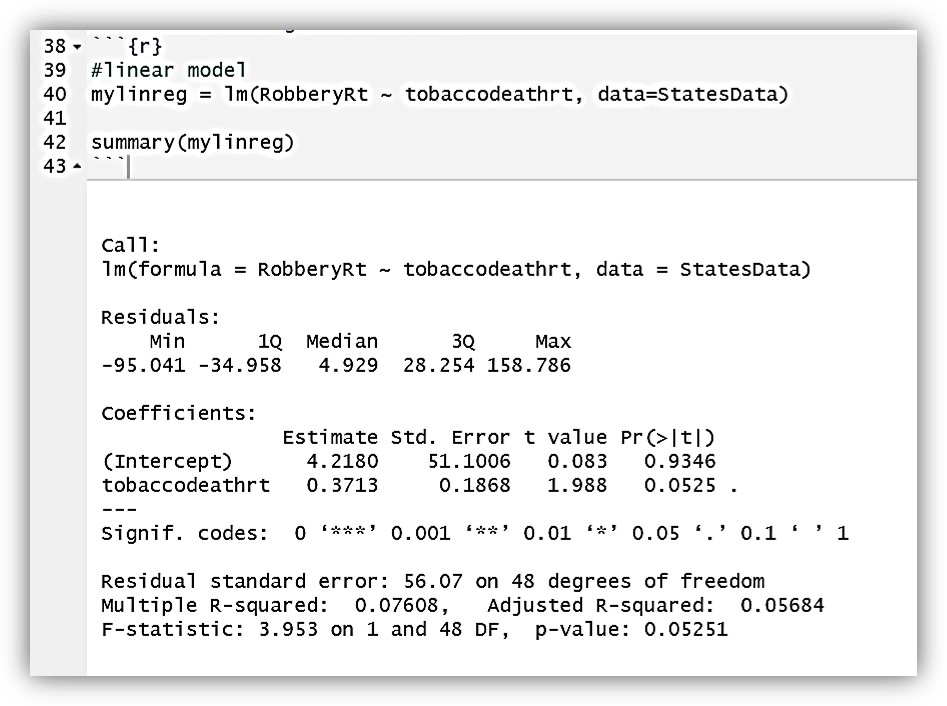 38 ```{r}
39 #linear model
40 mylinreg = lm(RobberyRt ~ tobaccodeathrt, data=StatesData)
41
42 summary(mylinreg)
43 ```
Call:
lm(formula = RobberyRt ~ tobaccodeathrt, data = StatesData)
Residuals:
Min 1Q Median 3Q Max
-95.041 -34.958 4.929 28.254 158.786
Coefficients:
Estimate Std. Error t value Pr(>|t|)
(Intercept) 4.2180 51.1006 0.083 0.9346
tobaccodeathrt 0.3713 0.1868 1.988 0.0525 .
---
Signif. codes: 0 ‘***’ 0.001 ‘**’ 0.01 ‘*’ 0.05 ‘.’ 0.1 ‘ ’ 1
Residual standard error: 56.07 on 48 degrees of freedom
Multiple R-squared: 0.07608, Adjusted R-squared: 0.05684
F-statistic: 3.953 on 1 and 48 DF, p-value: 0.05251